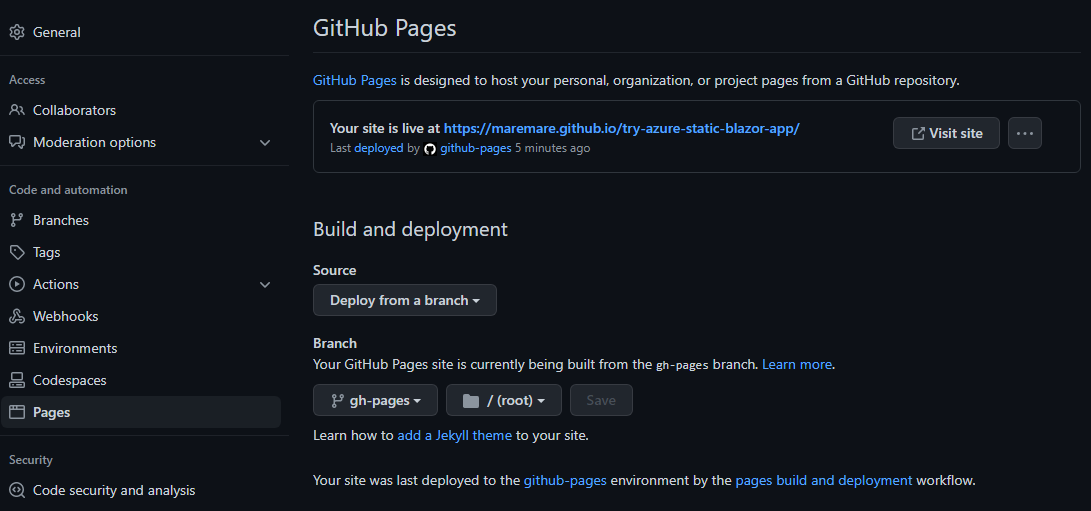 General
Access
Collaborators
Moderation options
Code and automation
Branches
Tags
Actions
Webhooks
Environments
Codespaces
Pages
Security
Code security and analysis
GitHub Pages
GitHub Pages is designed to host your personal, organization, or project pages from a GitHub repository.
Your site is live at https://maremare.github.io/try-azure-static-blazor-app/
Last deployed by github-pages 5 minutes ago
Visit site
Build and deployment
Source
Deploy from a branch
Branch
Your GitHub Pages site is currently being built from the gh-pages branch. Learn more.
gh-pages / (root) Save
Learn how to add a Jekyll theme to your site.
Your site was last deployed to the github-pages environment by the pages build and deployment workflow.